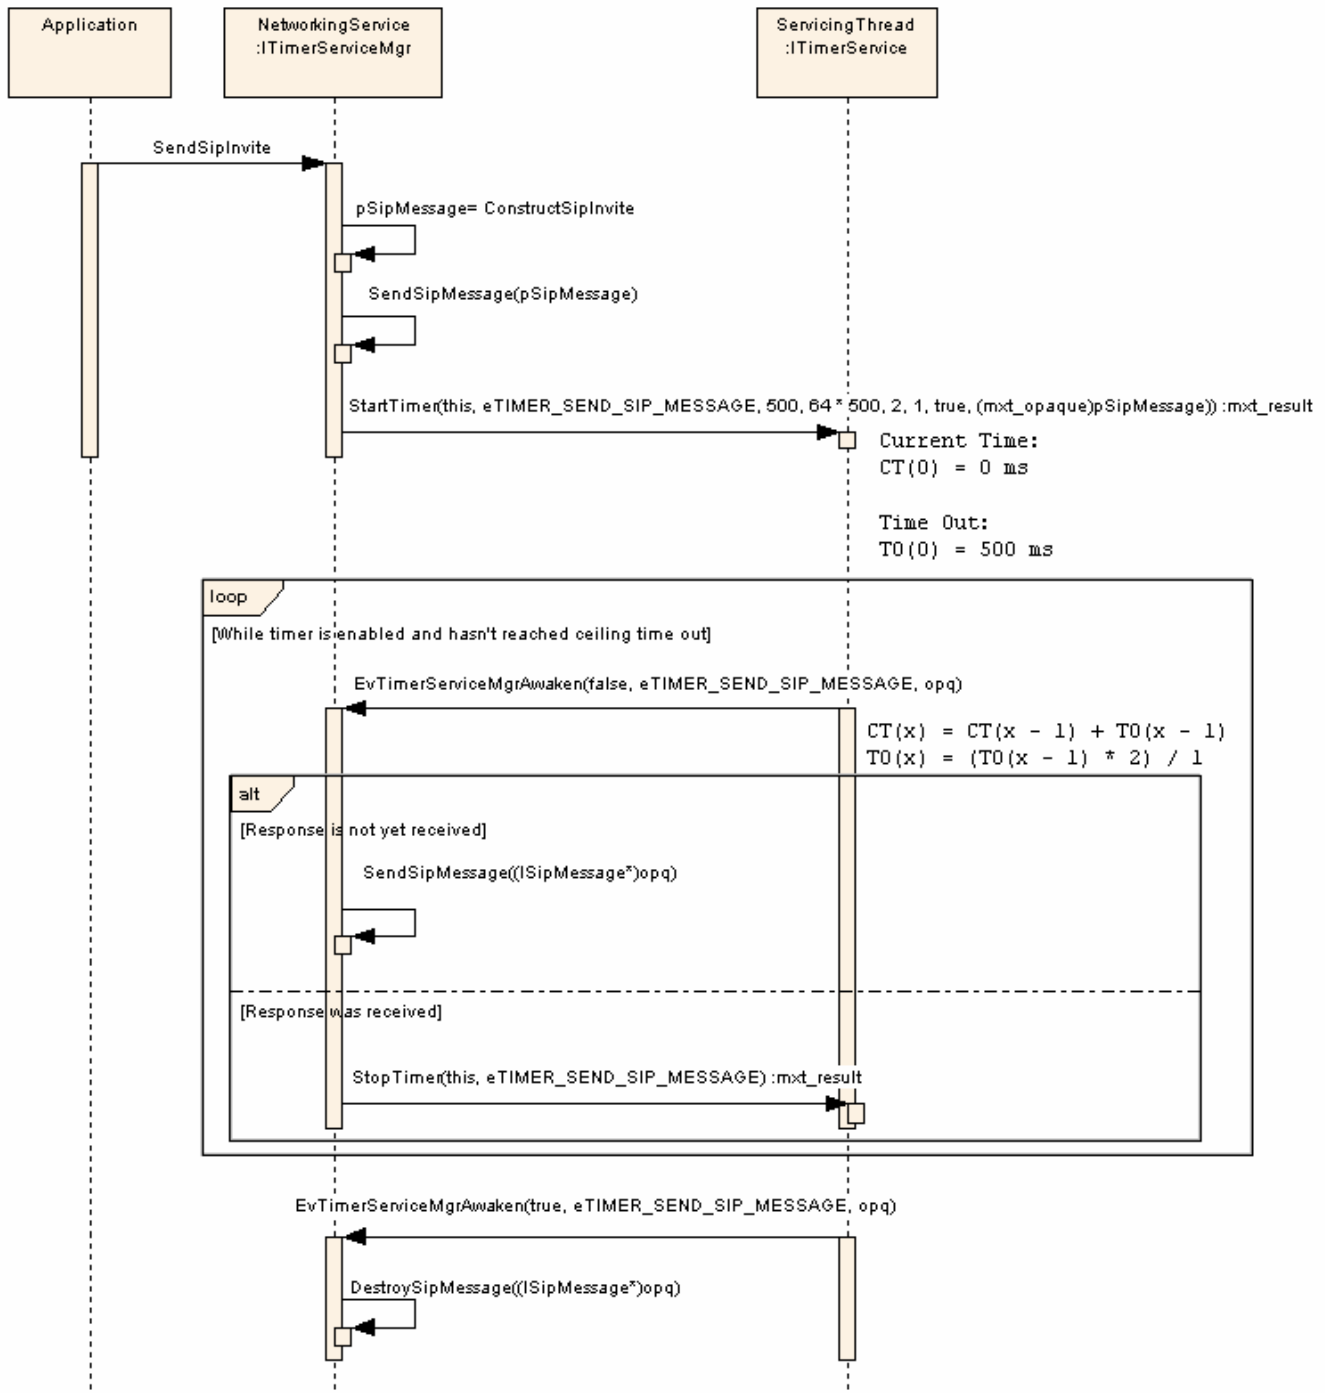 Application
NetworkingService
:ITimerServiceMgr
ServicingThread
:ITimerService
SendSipInvite
pSipMessage= ConstructSipInvite
SendSipMessage(pSipMessage)
StartTimer(this, eTIMER_SEND_SIP_MESSAGE, 500, 64 * 500, 2, 1, true, (mxt_opaque)pSipMessage)) :mxt_result
Current Time:
CT(0) = 0 ms
Time Out:
TO(0) = 500 ms
loop
[While timer is enabled and hasn't reached ceiling time out]
EvTimerServiceMgrAwaken(false, eTIMER_SEND_SIP_MESSAGE, opq)
CT(x) = CT(x - 1) + TO(x - 1)
TO(x) = (TO(x - 1) * 2) / 1
alt
[Response is not yet received]
SendSipMessage((ISipMessage*)opq)
[Response was received]
StopTimer(this, eTIMER_SEND_SIP_MESSAGE) :mxt_result
EvTimerServiceMgrAwaken(true, eTIMER_SEND_SIP_MESSAGE, opq)
DestroySipMessage((ISipMessage*)opq)